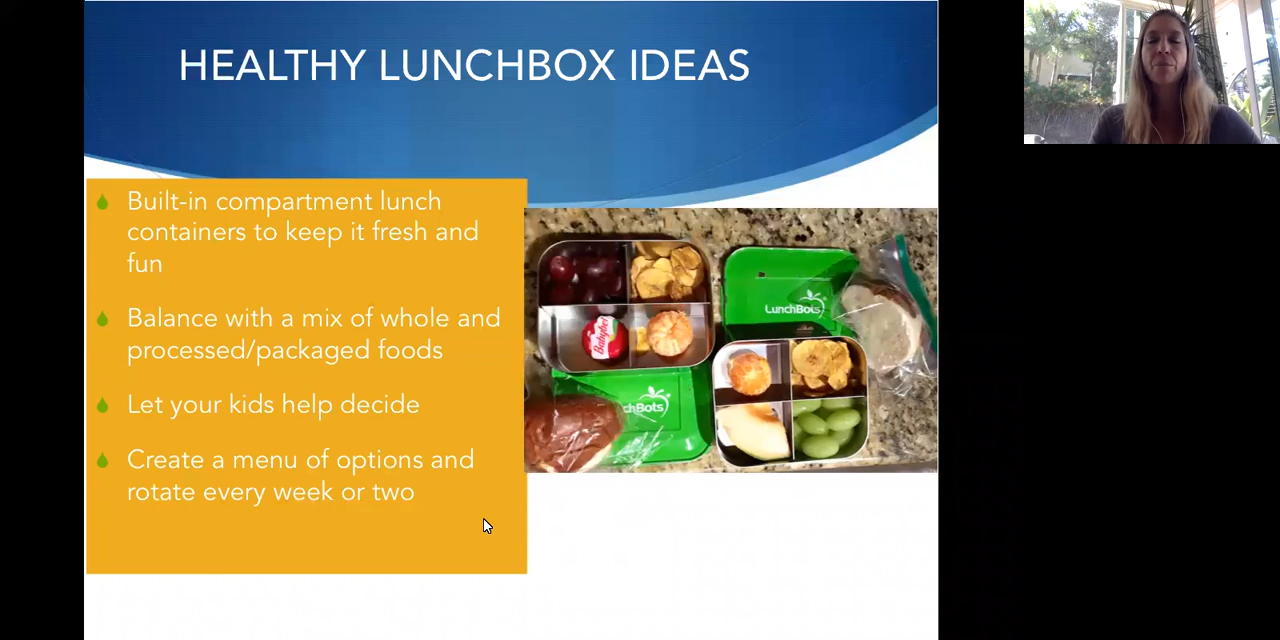 HEALTHY LUNCHBOX IDEAS
Built-in compartment lunch
containers to keep it fresh and
fun
Balance with a mix of whole and
processed/packaged foods
Let your kids help decide
Create a menu of options and
rotate every week or two
LunchBots
Babybel
chBots